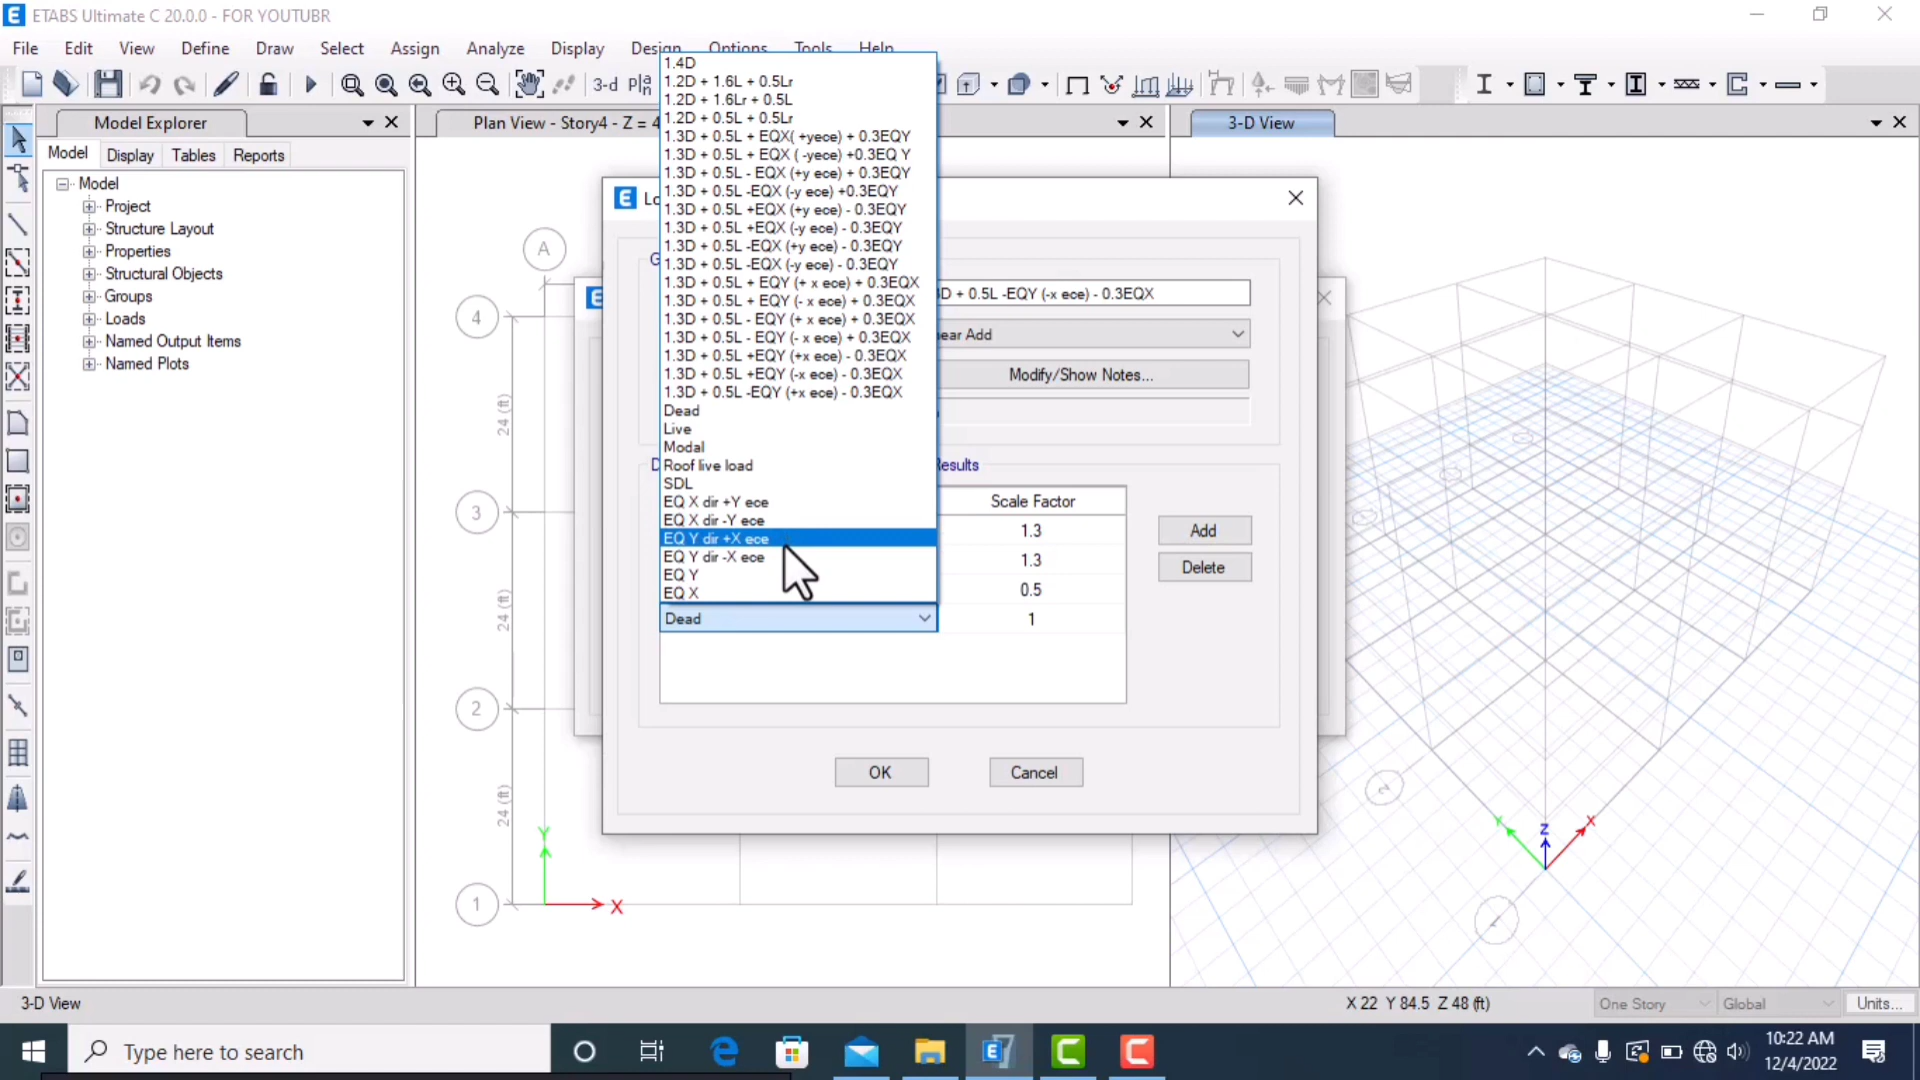 ETABS Ultimate C 20.0.0 - FOR YOUTUBR
File Edit View Define Draw Select Assign Analyze Display Design Options Tools Help
3-d
Model Explorer
Plan View - Story4 - Z = 4
3-D View
Model Display Tables Reports
Model
Project
Structure Layout
Properties
Structural Objects
Groups
Loads
Named Output Items
Named Plots
1.4D
1.2D + 1.6L + 0.5Lr
1.2D + 1.6Lr + 0.5L
1.2D + 0.5L + 0.5Lr
1.3D + 0.5L + EQX( +yece) + 0.3EQY
1.3D + 0.5L + EQX ( -yece) +0.3EQ Y
1.3D + 0.5L - EQX (+y ece) + 0.3EQY
1.3D + 0.5L -EQX (-y ece) +0.3EQY
1.3D + 0.5L +EQX (+y ece) - 0.3EQY
1.3D + 0.5L +EQX (-y ece) - 0.3EQY
1.3D + 0.5L -EQX (+y ece) - 0.3EQY
1.3D + 0.5L -EQX (-y ece) - 0.3EQY
1.3D + 0.5L + EQY (+ x ece) + 0.3EQX
1.3D + 0.5L + EQY (- x ece) + 0.3EQX
1.3D + 0.5L - EQY (+ x ece) + 0.3EQX
1.3D + 0.5L - EQY (- x ece) + 0.3EQX
1.3D + 0.5L +EQY (+x ece) - 0.3EQX
1.3D + 0.5L +EQY (-x ece) - 0.3EQX
1.3D + 0.5L -EQY (+x ece) - 0.3EQX
Dead
Live
Modal
Roof live load
SDL
EQ X dir +Y ece
EQ X dir -Y ece
EQ Y dir +X ece
EQ Y dir -X ece
EQ Y
EQ X
Dead
D + 0.5L -EQY (-x ece) - 0.3EQX
ear Add
Modify/Show Notes...
Results
Scale Factor
1.3
1.3
0.5
1
Add
Delete
OK
Cancel
A
4
3
2
1
24 (ft)
24 (ft)
24 (ft)
Y
X
Y
Z
X
3-D View
X 22 Y 84.5 Z 48 (ft)
One Story
Global
Units...
Type here to search
10:22 AM
12/4/2022